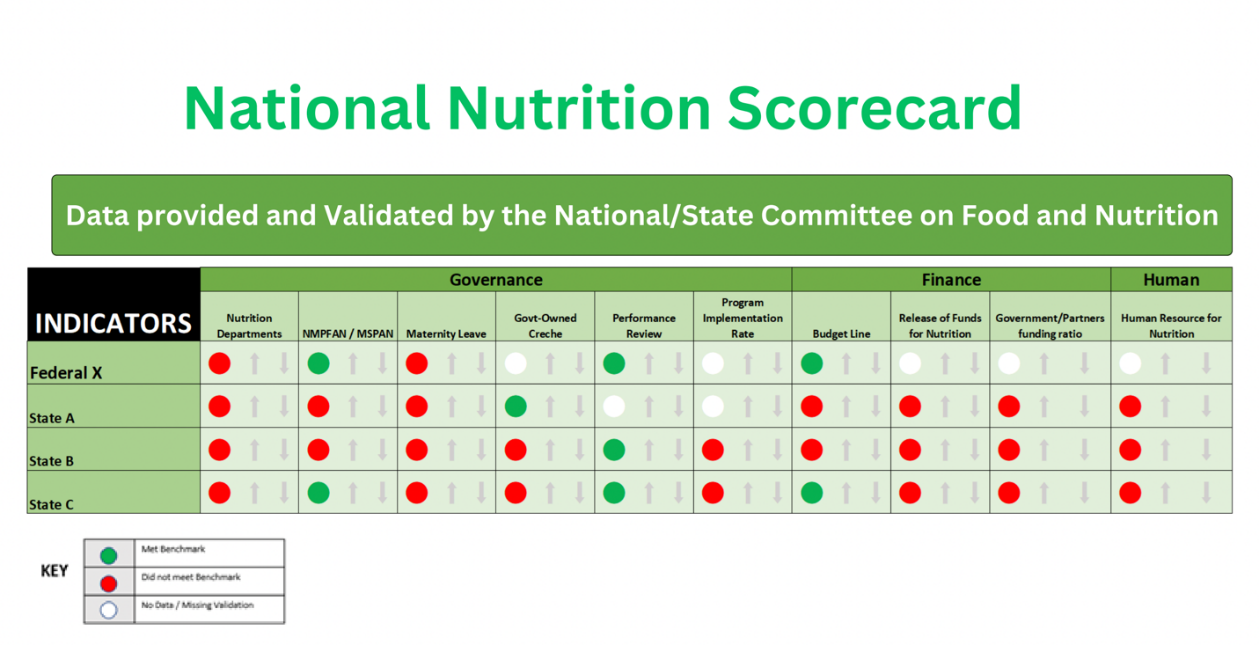 National Nutrition Scorecard
Data provided and Validated by the National/State Committee on Food and Nutrition
INDICATORS
Governance
Finance
Human
Nutrition
Departments
NMPFAN / MSPAN
Maternity Leave
Govt-Owned
Creche
Performance
Review
Program
Implementation
Rate
Budget Line
Release of Funds
for Nutrition
Government/Partners
funding ratio
Human Resource for
Nutrition
Federal X
State A
State B
State C
KEY
Met Benchmark
Did not meet Benchmark
No Data / Missing Validation